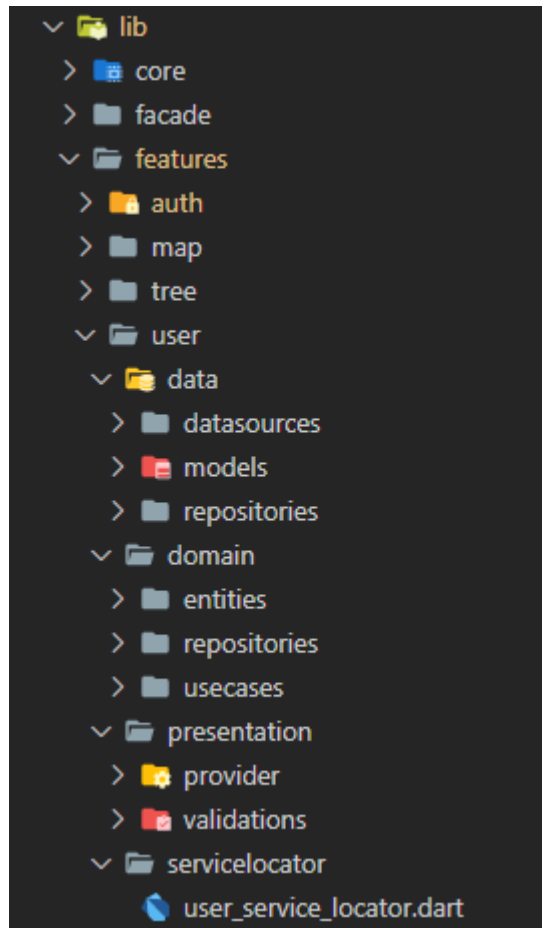 lib
core
facade
features
auth
map
tree
user
data
datasources
models
repositories
domain
entities
repositories
usecases
presentation
provider
validations
servicelocator
user_service_locator.dart